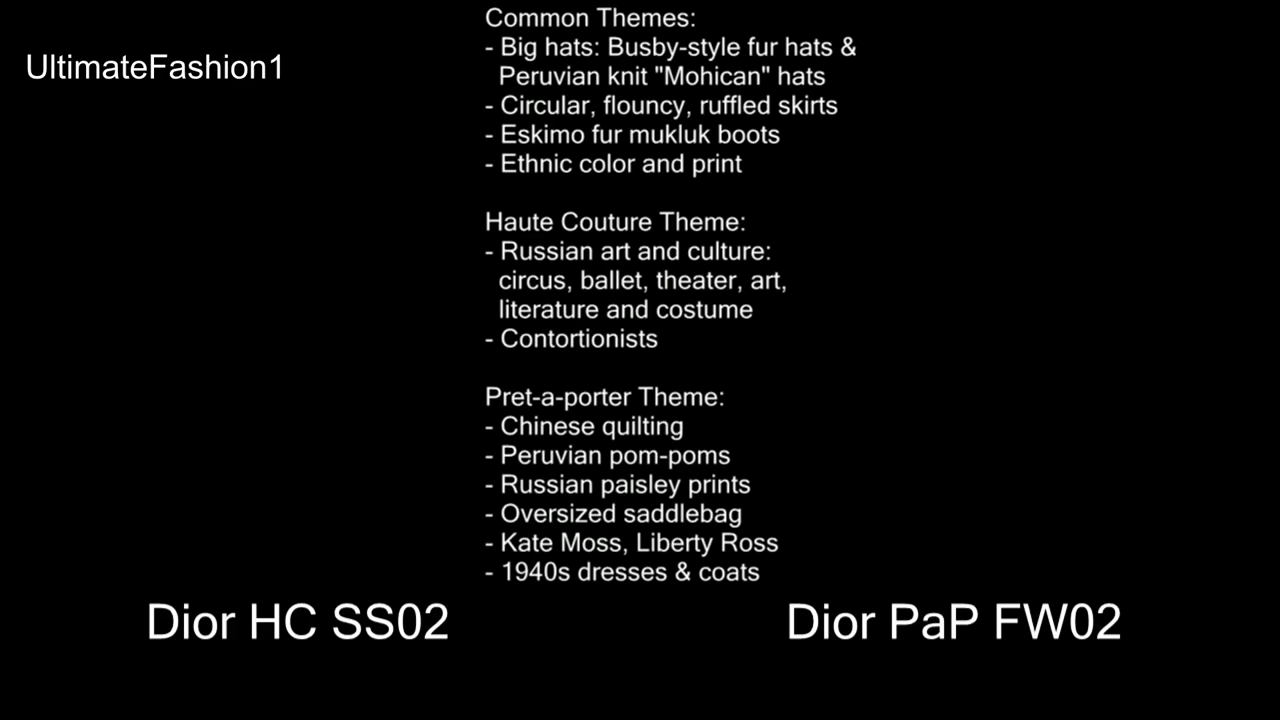 UltimateFashion1
Common Themes:
- Big hats: Busby-style fur hats &
Peruvian knit "Mohican" hats
- Circular, flouncy, ruffled skirts
- Eskimo fur mukluk boots
- Ethnic color and print
Haute Couture Theme:
- Russian art and culture:
circus, ballet, theater, art,
literature and costume
- Contortionists
Pret-a-porter Theme:
- Chinese quilting
- Peruvian pom-poms
- Russian paisley prints
- Oversized saddlebag
- Kate Moss, Liberty Ross
- 1940s dresses & coats
Dior HC SS02
Dior PaP FW02